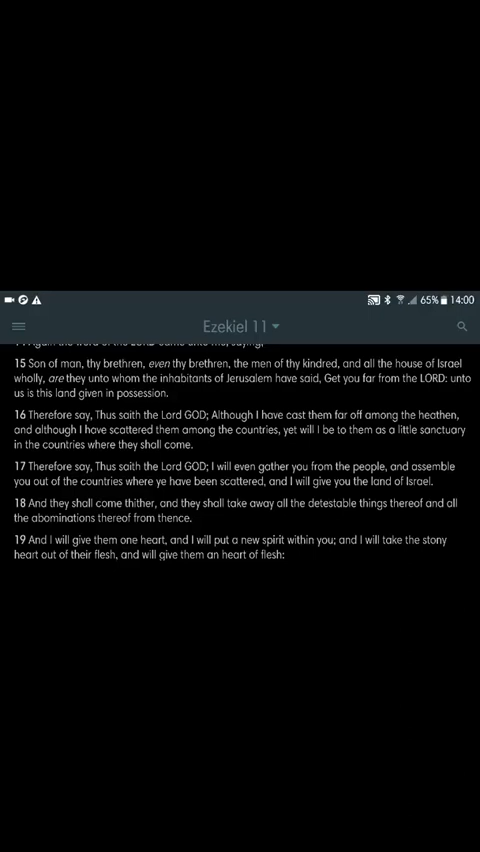 65% 14:00
Ezekiel 11
15 Son of man, thy brethren, even thy brethren, the men of thy kindred, and all the house of Israel
wholly, are they unto whom the inhabitants of Jerusalem have said, Get you far from the LORD: unto
us is this land given in possession.
16 Therefore say, Thus saith the Lord GOD; Although I have cast them far off among the heathen,
and although I have scattered them among the countries, yet will I be to them as a little sanctuary
in the countries where they shall come.
17 Therefore say, Thus saith the Lord GOD; I will even gather you from the people, and assemble
you out of the countries where ye have been scattered, and I will give you the land of Israel.
18 And they shall come thither, and they shall take away all the detestable things thereof and all
the abominations thereof from thence.
19 And I will give them one heart, and I will put a new spirit within you; and I will take the stony
heart out of their flesh, and will give them an heart of flesh: